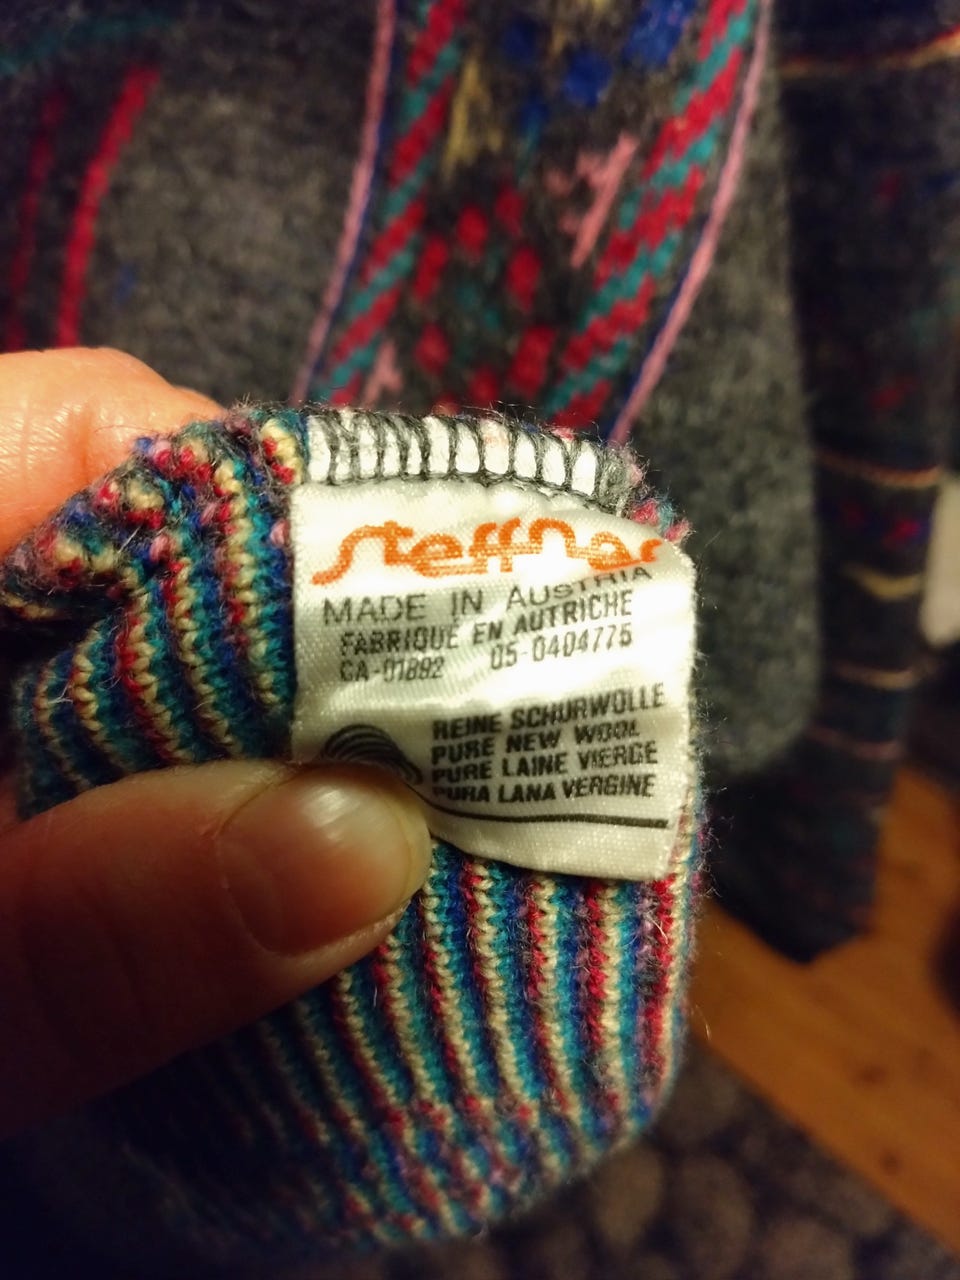 steffner
MADE IN AUSTRIA
FABRIQUÉ EN AUTRICHE
CA-01892 05-0404775
REINE SCHURWOLLE
PURE NEW WOOL
PURE LAINE VIERGE
PURA LANA VERGINE